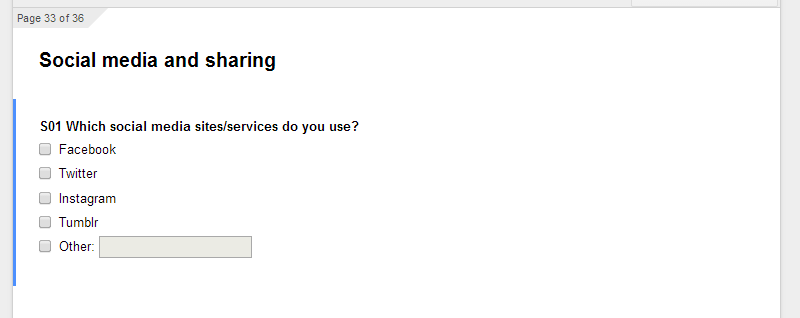 Page 33 of 36
Social media and sharing
S01 Which social media sites/services do you use?
Facebook
Twitter
Instagram
Tumblr
Other: